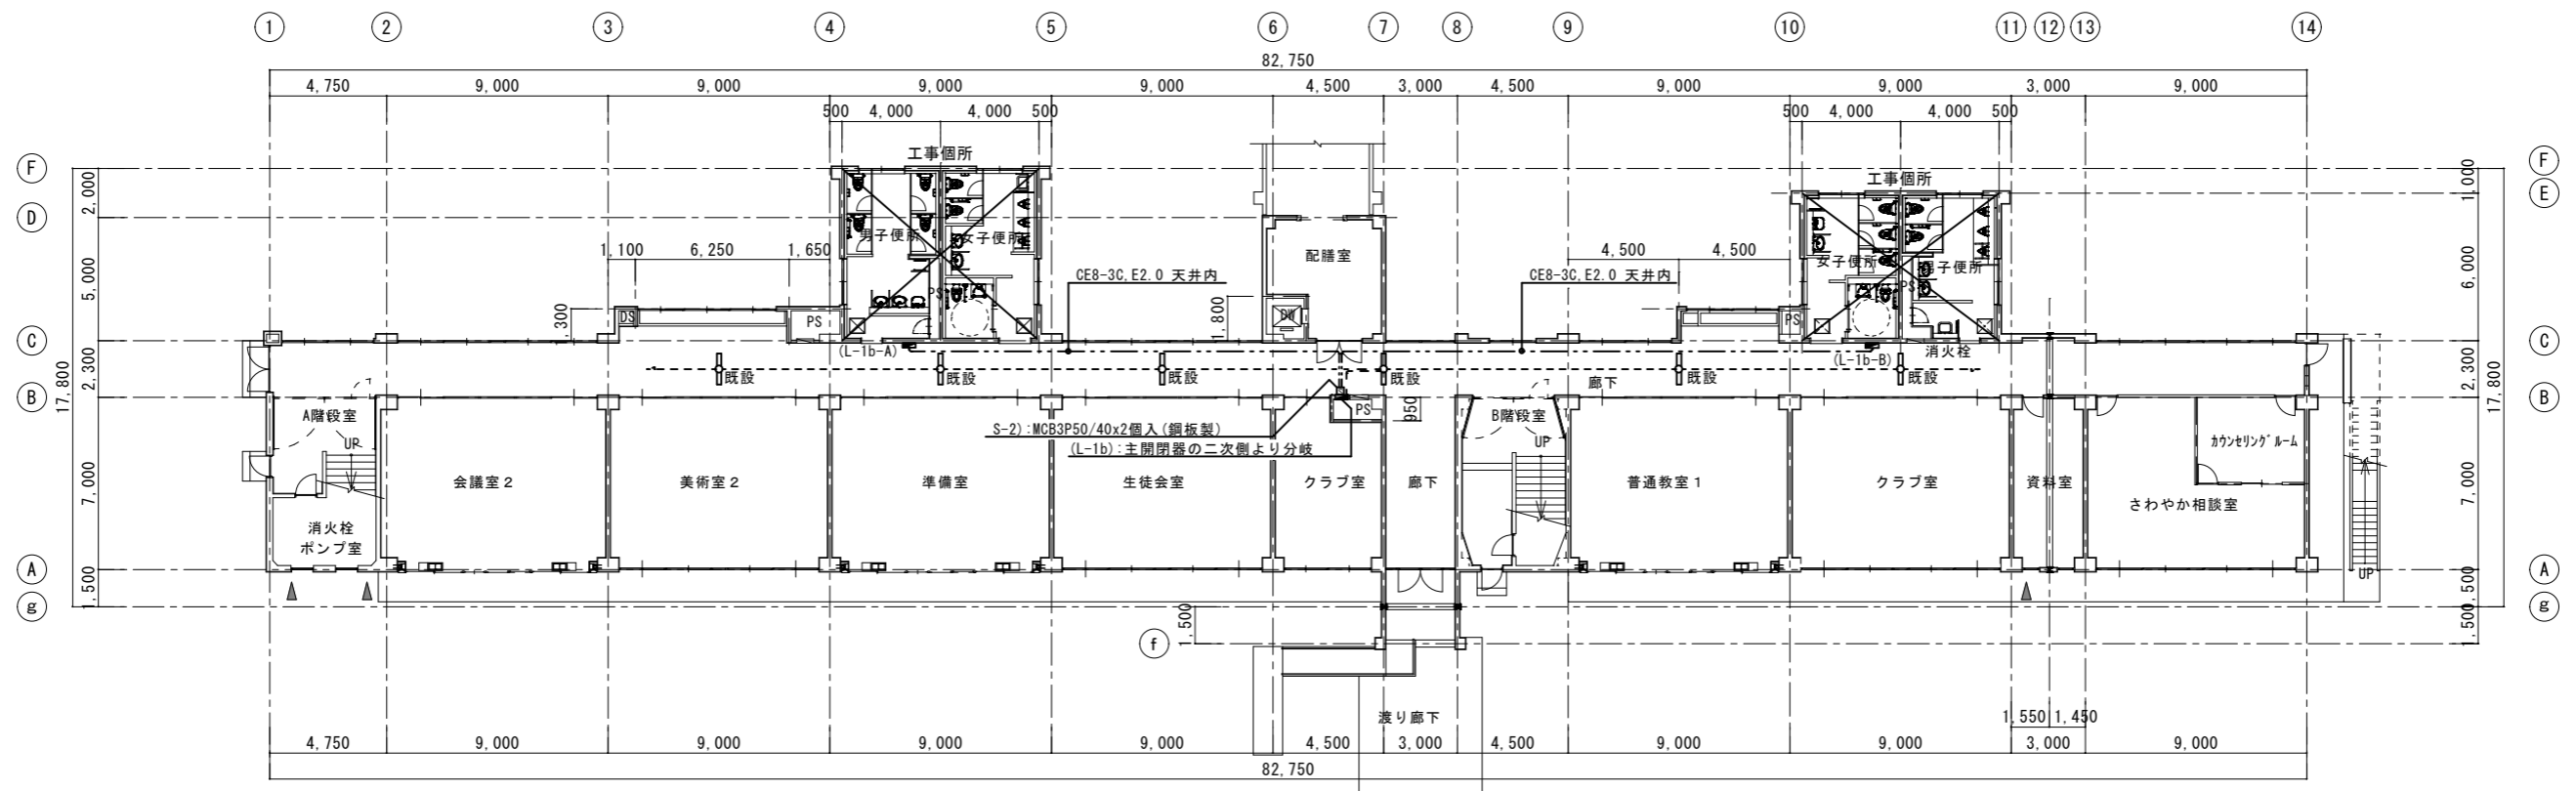 1 2 3 4 5 6 7 8 9 10 11 12 13 14
82,750
4,750 9,000 9,000 9,000 9,000 4,500 3,000 4,500 9,000 9,000 3,000 9,000
500 4,000 4,000 500 500 4,000 4,000 500
工事個所
工事個所
F F
E
D
2,000
1,000
男子便所 女子便所
配膳室
女子便所 男子便所
1,100 6,250 1,650
4,500 4,500
5,000
6,000
CE8-3C,E2.0 天井内
CE8-3C,E2.0 天井内
,300
1,800
DS PS PS DW PS PS
C C
(L-1b-A)
(L-1b-B)
消火栓
2,300
2,300
17,800
17,800
既設 既設 既設 既設 既設 既設
廊下
B B
A階段室
UP
PS
950
B階段室
UP
S-2):MCB3P50/40x2個入(鋼板製)
(L-1b):主開閉器の二次側より分岐
カウンセリングルーム
会議室2 美術室2 準備室 生徒会室 クラブ室 廊下 普通教室1 クラブ室 資料室
さわやか相談室
7,000
7,000
消火栓
ポンプ室
UP
A A
1,500
1,500
g g
1,500
1,500
f
渡り廊下
1,550 1,450
4,750 9,000 9,000 9,000 9,000 4,500 3,000 4,500 9,000 9,000 3,000 9,000
82,750